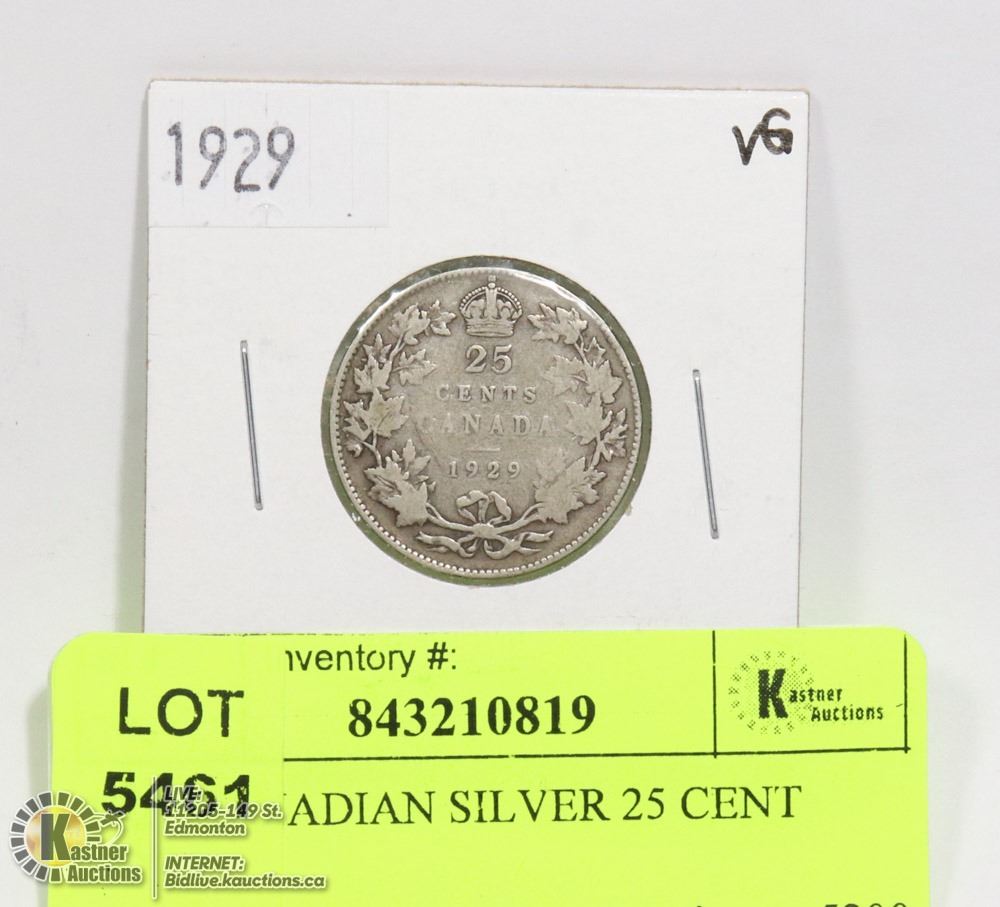 1929
VG
25
CENTS
CANADA
1929
nventory #:
843210819
Kastner
Auctions
LOT
5461
ADIAN SILVER 25 CENT
Kastner
Auctions
LIVE:
11205-149 St.
Edmonton
INTERNET:
Bidlive.kauctions.ca